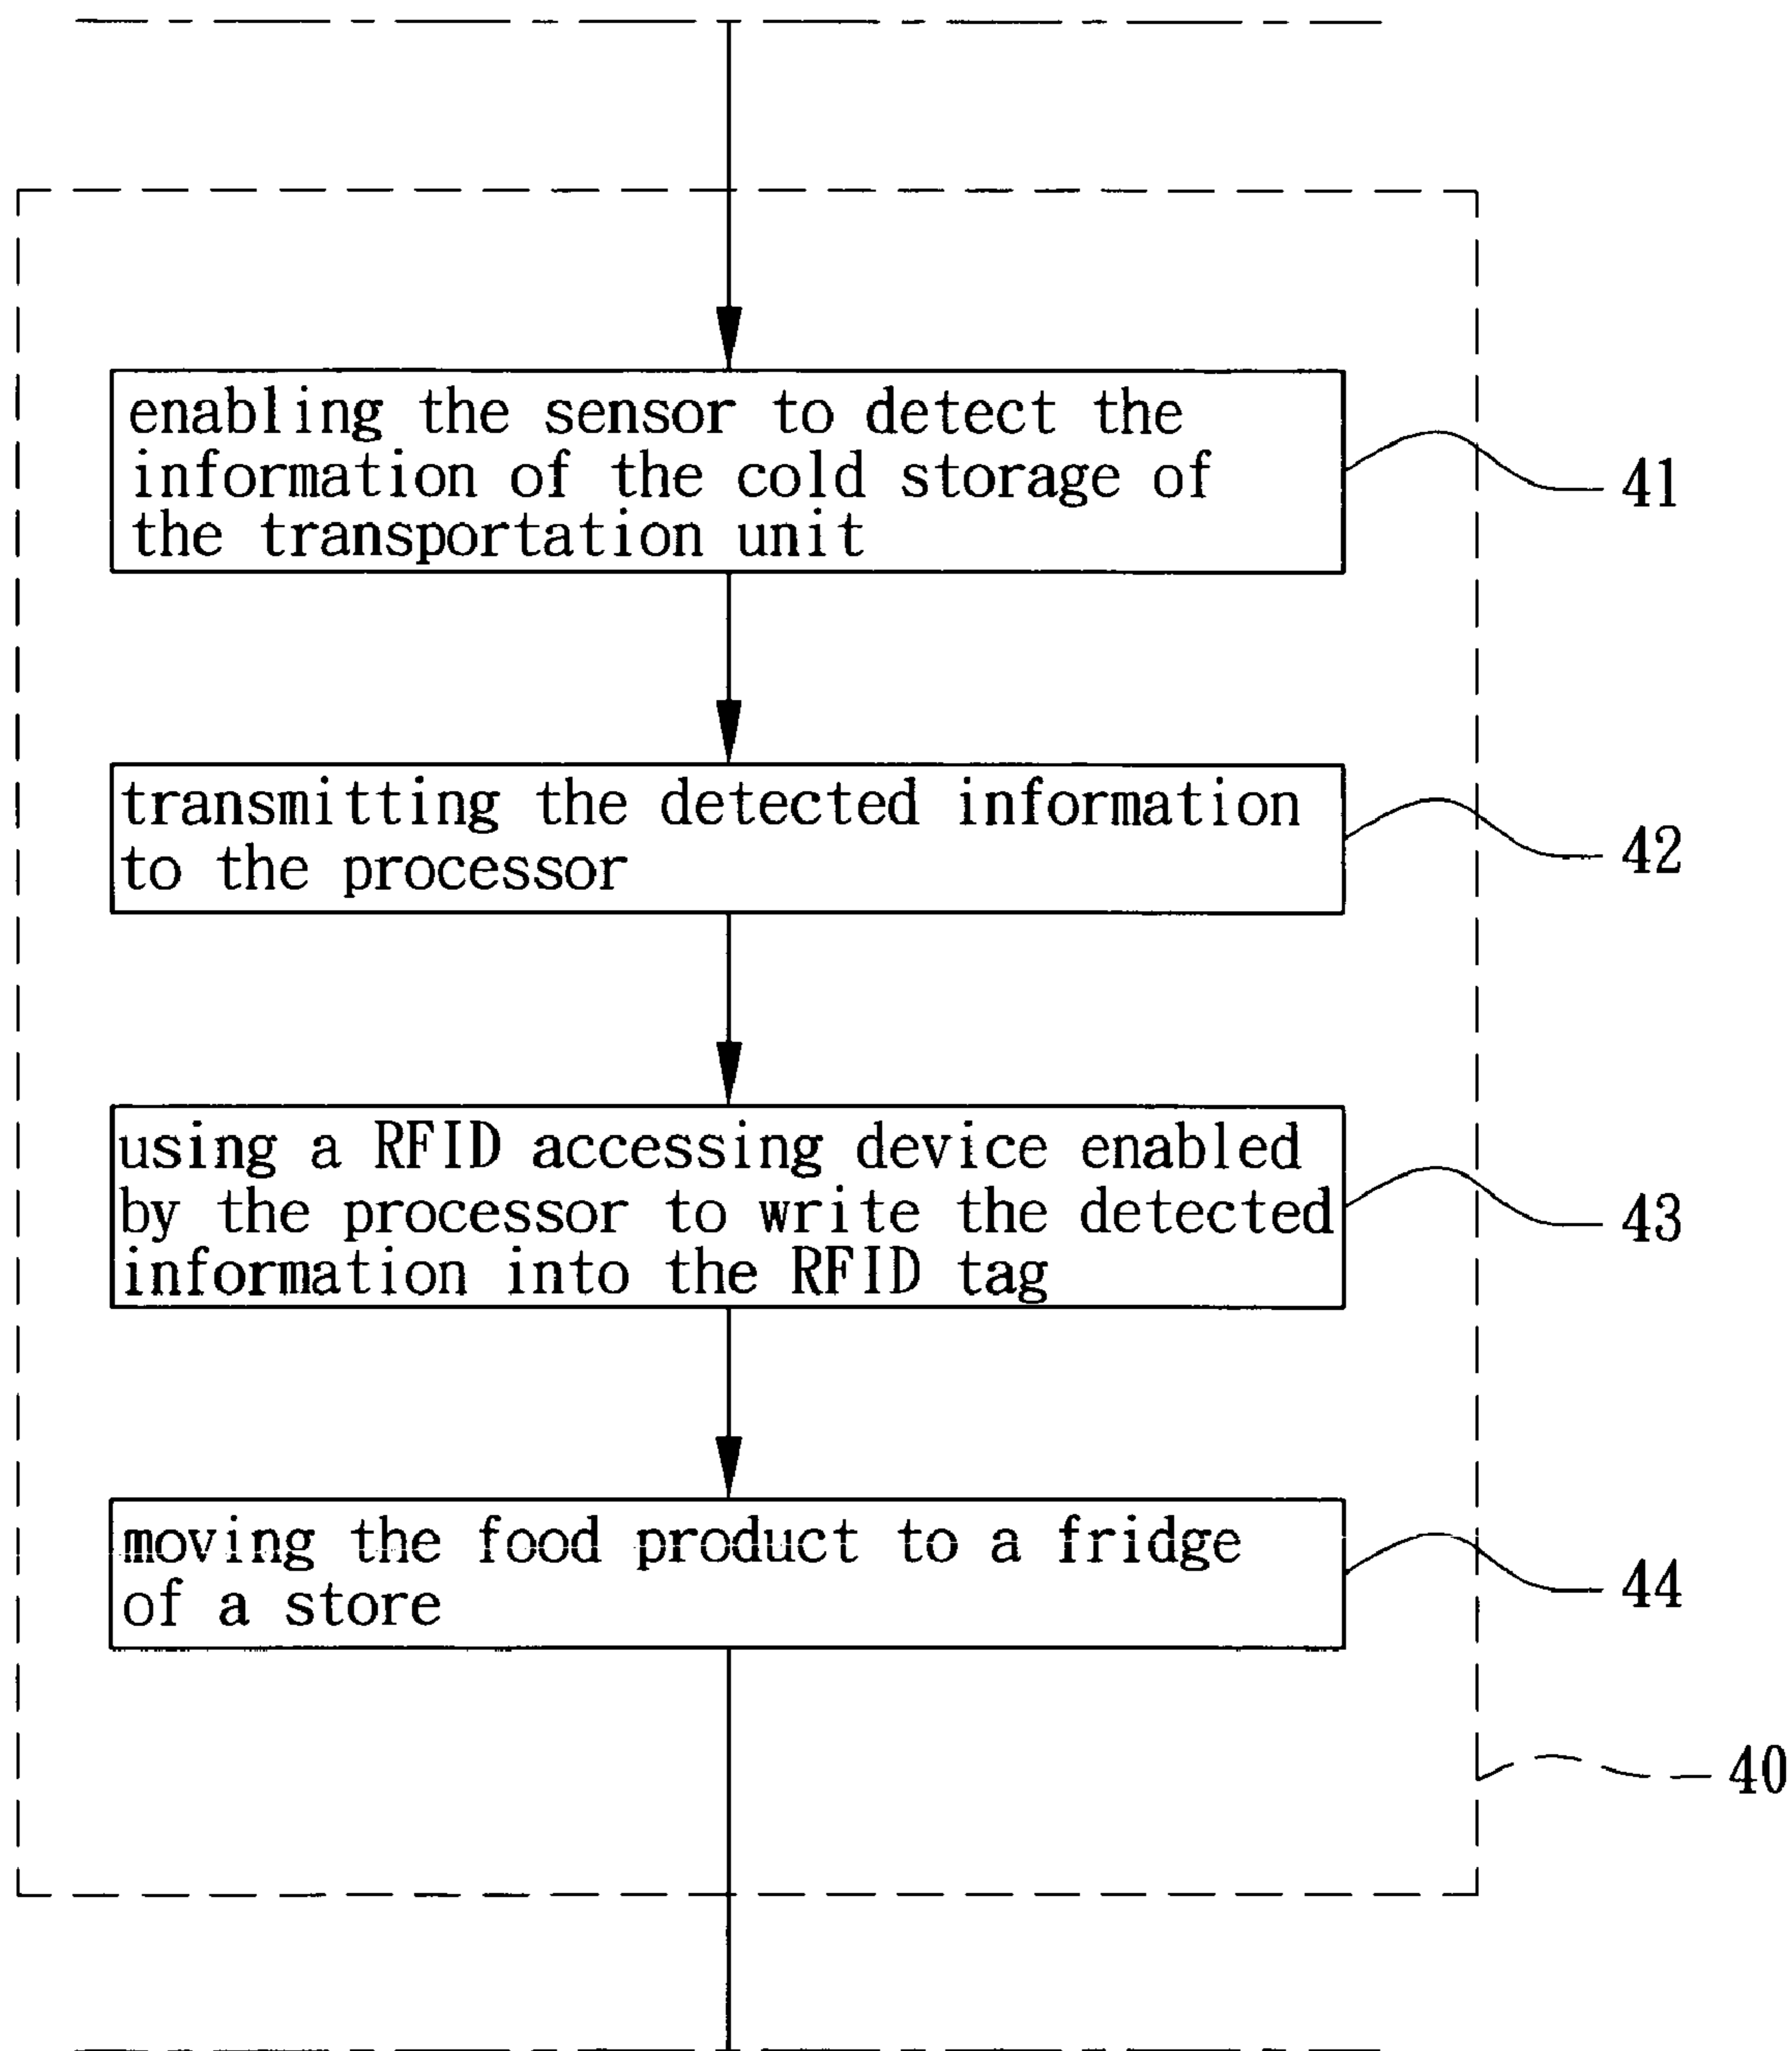 enabling the sensor to detect the
information of the cold storage of
the transportation unit
41
transmitting the detected information
to the processor
42
using a RFID accessing device enabled
by the processor to write the detected
information into the RFID tag
43
moving the food product to a fridge
of a store
44
40